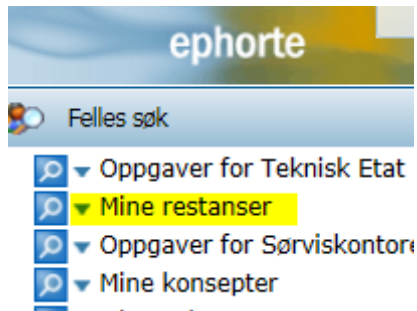 ephorte
Felles søk
Oppgaver for Teknisk Etat
Mine restanser
Oppgaver for Sørviskontore
Mine konsepter